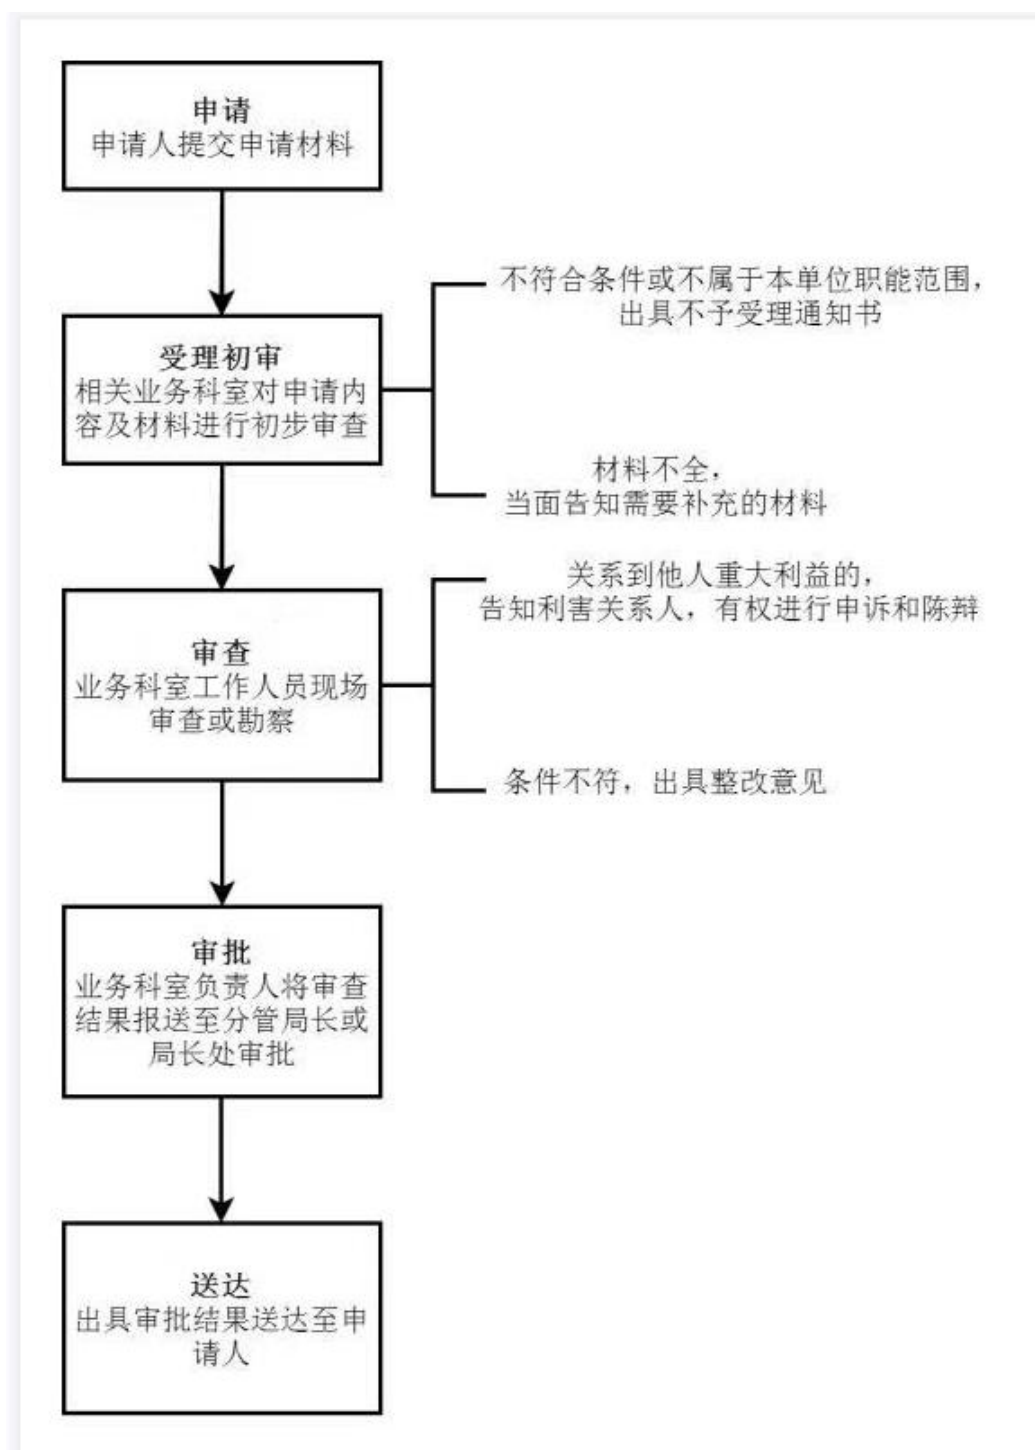 申请
申请人提交申请材料
不符合条件或不属于本单位职能范围，
出具不予受理通知书
受理初审
相关业务科室对申请内
容及材料进行初步审查
材料不全，
当面告知需要补充的材料
关系到他人重大利益的，
告知利害关系人，有权进行申诉和陈辩
审查
业务科室工作人员现场
审查或勘察
条件不符，出具整改意见
审批
业务科室负责人将审查
结果报送至分管局长或
局长处审批
送达
出具审批结果送达至申
请人